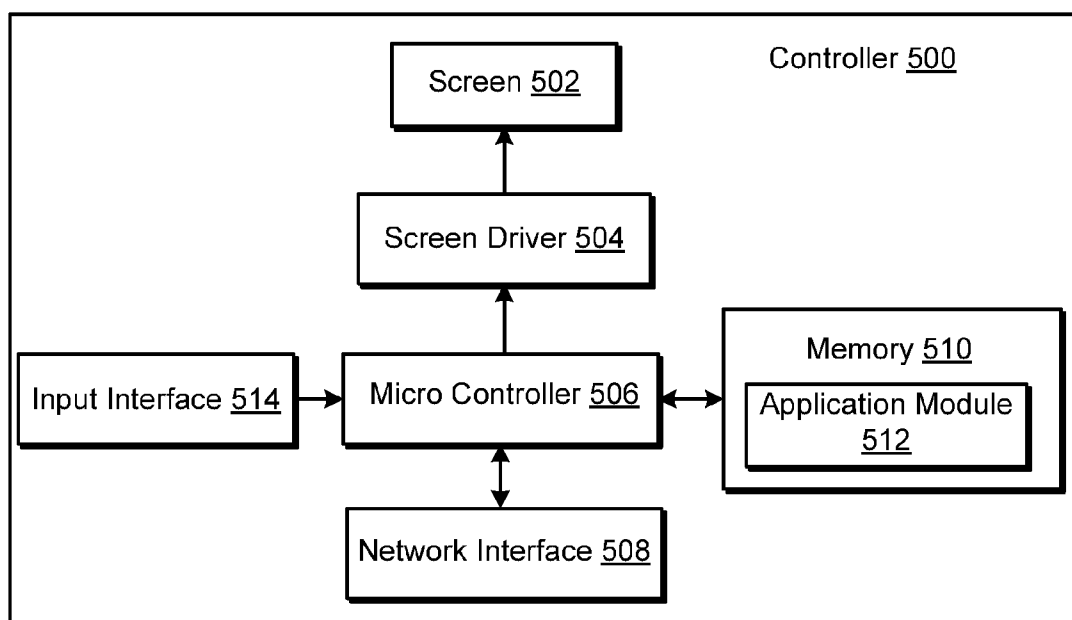 Controller 500
Screen 502
Screen Driver 504
Input Interface 514
Micro Controller 506
Memory 510
Application Module
512
Network Interface 508